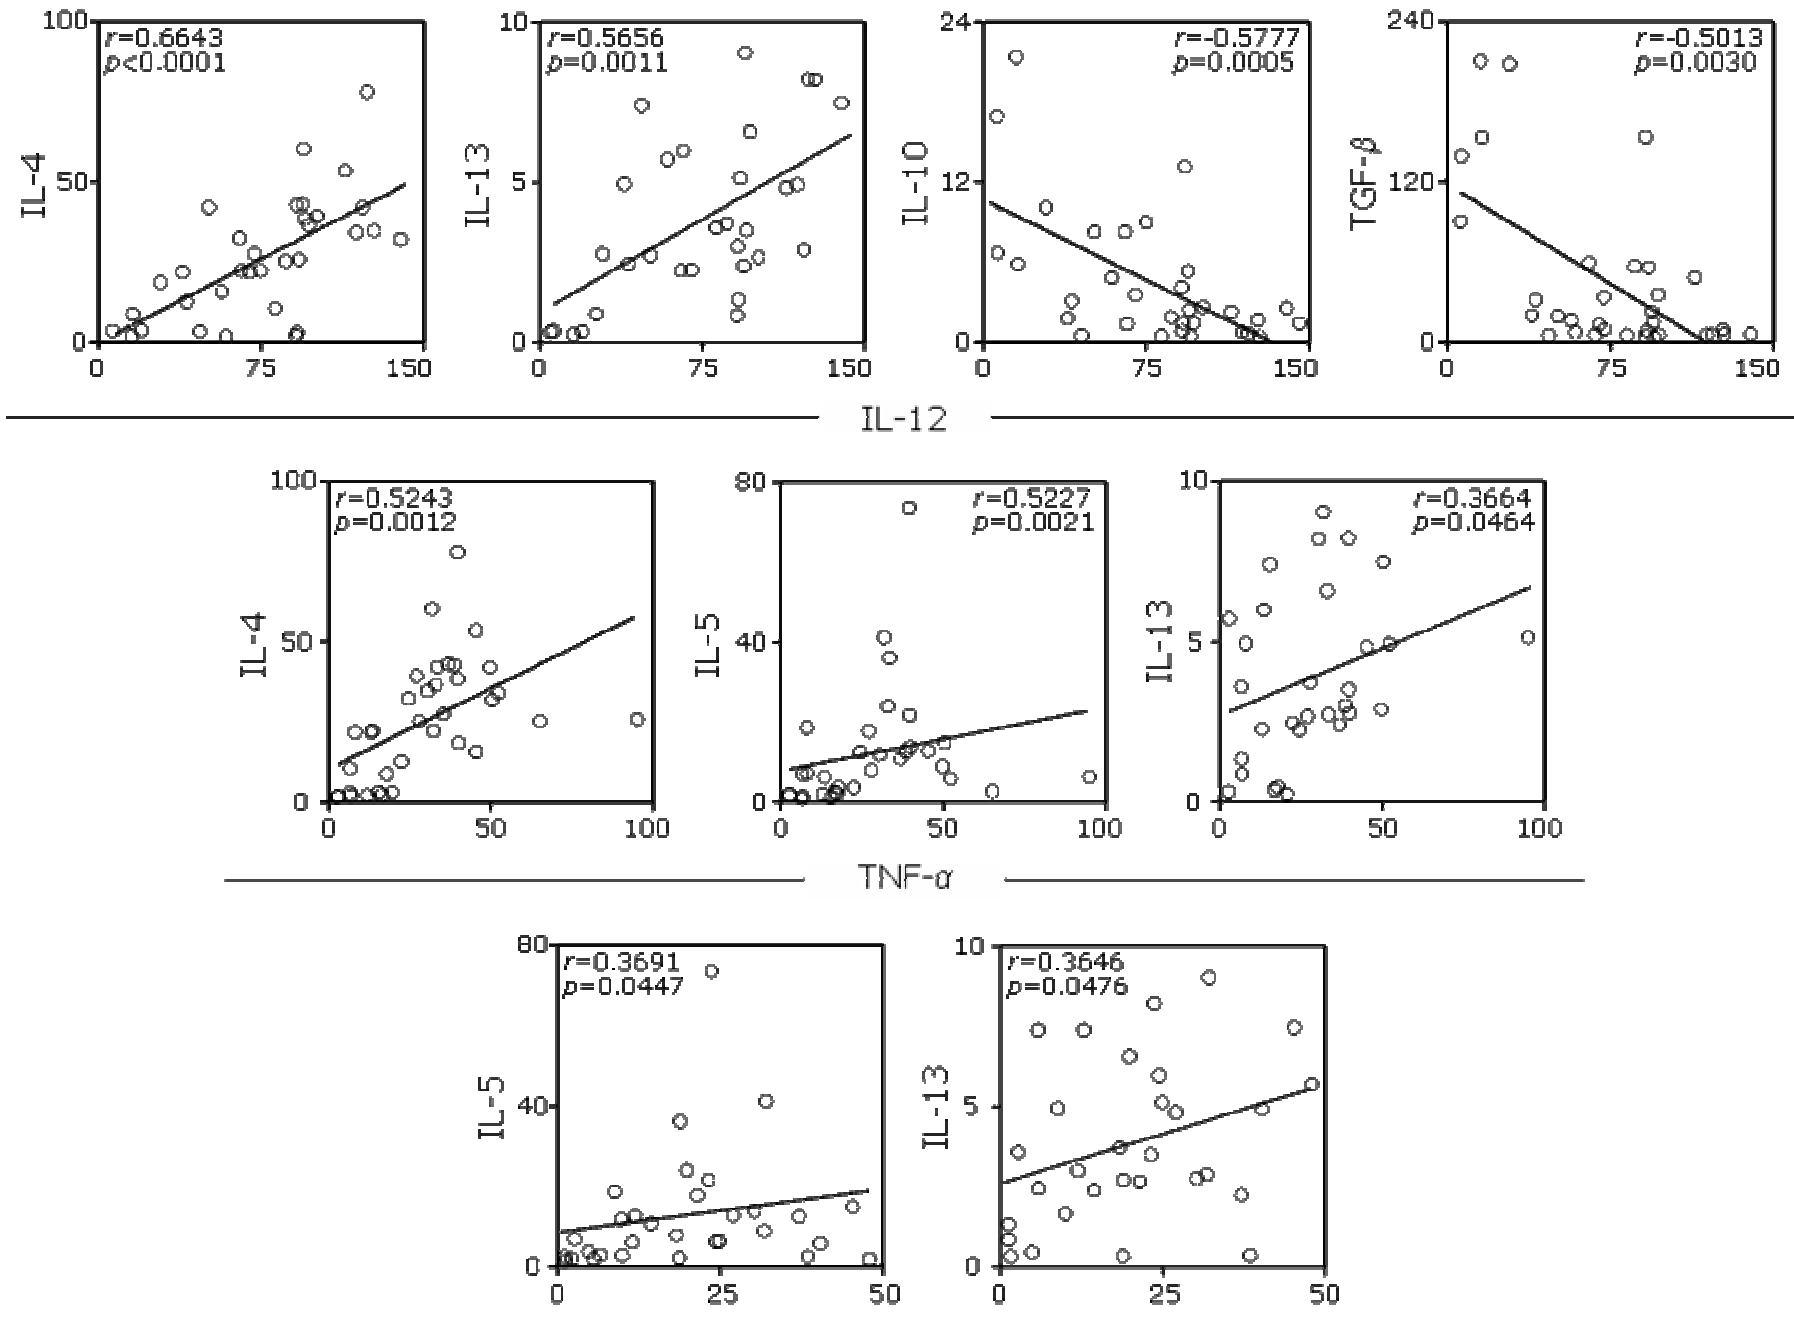 100
r=0.6643
p<0.0001
IL-4
50
0
0 75 150
10
r=0.5656
p=0.0011
IL-13
5
0
0 75 150
24
r=-0.5777
p=0.0005
IL-10
12
0
0 75 150
240
r=-0.5013
p=0.0030
TGF-β
120
0
0 75 150
IL-12
100
r=0.5243
p=0.0012
IL-4
50
0
0 50 100
80
r=0.5227
p=0.0021
IL-5
40
0
0 50 100
10
r=0.3664
p=0.0464
IL-13
5
0
0 50 100
TNF-α
80
r=0.3691
p=0.0447
IL-5
40
0
0 25 50
10
r=0.3646
p=0.0476
IL-13
5
0
0 25 50